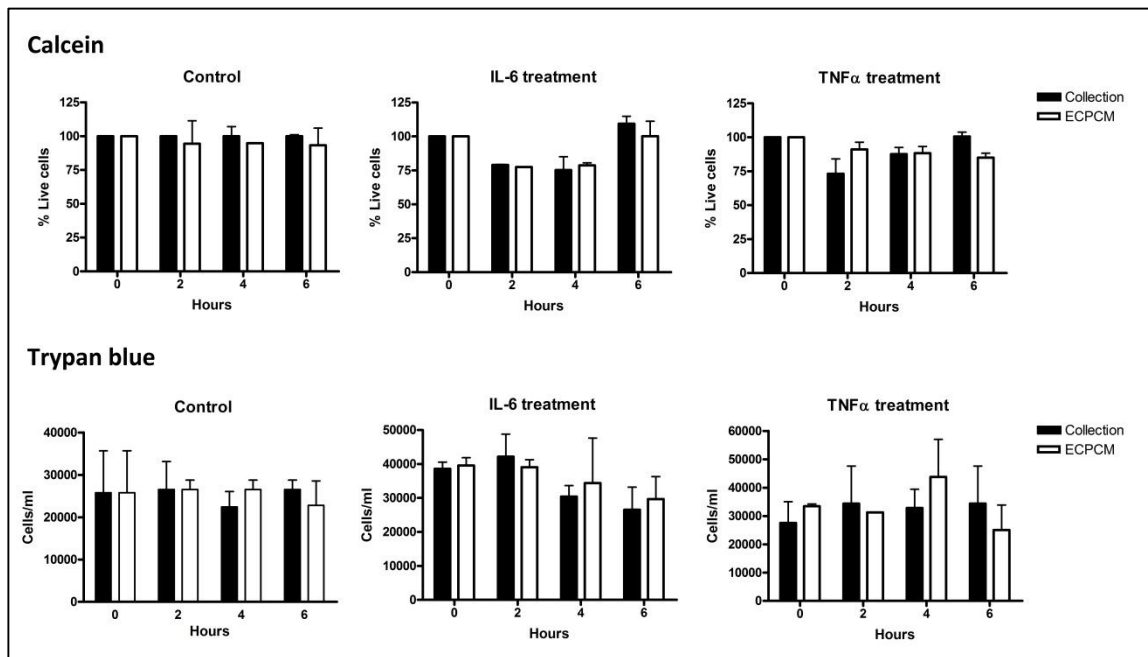 Calcein
Control
125
100
75
50
25
0
% Live cells
0 2 4 6
Hours
IL-6 treatment
125
100
75
50
25
0
% Live cells
0 2 4 6
Hours
TNFα treatment
125
100
75
50
25
0
% Live cells
0 2 4 6
Hours
Collection
ECPCM
Trypan blue
Control
40000
30000
20000
10000
0
Cells/ml
0 2 4 6
Hours
IL-6 treatment
50000
40000
30000
20000
10000
0
Cells/ml
0 2 4 6
Hours
TNFα treatment
60000
50000
40000
30000
20000
10000
0
Cells/ml
0 2 4 6
Hours
Collection
ECPCM